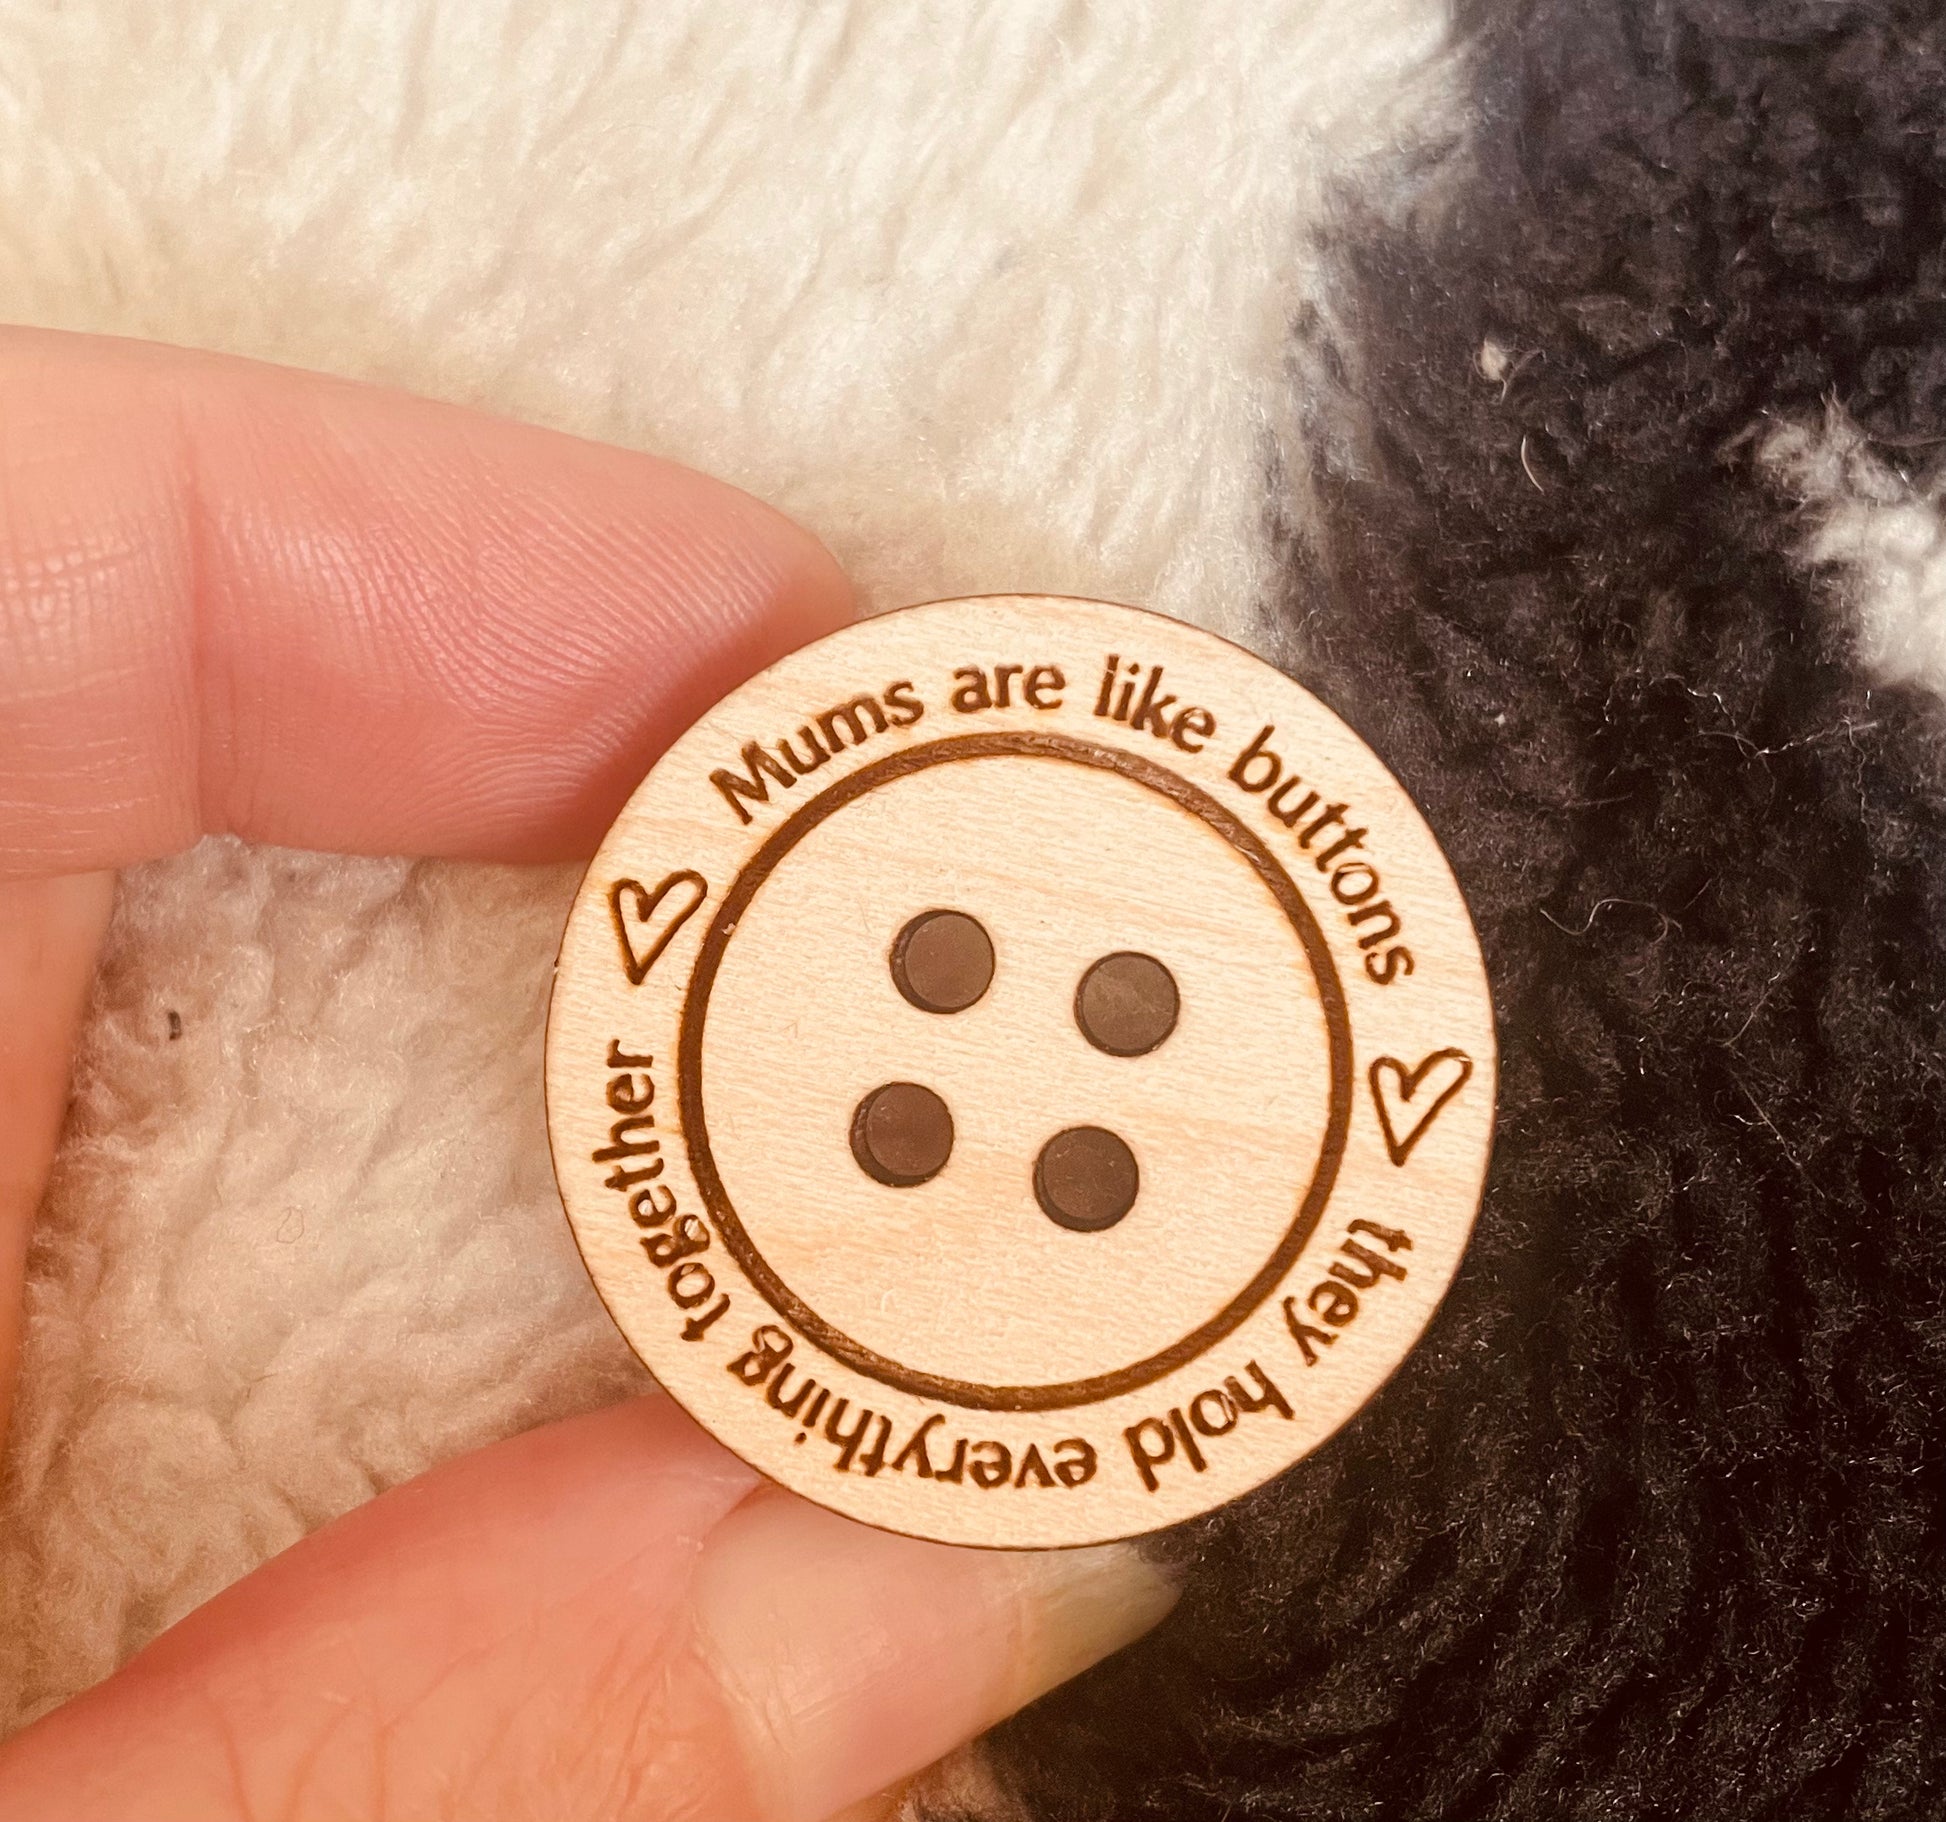 Mums are like buttons
they hold everything together